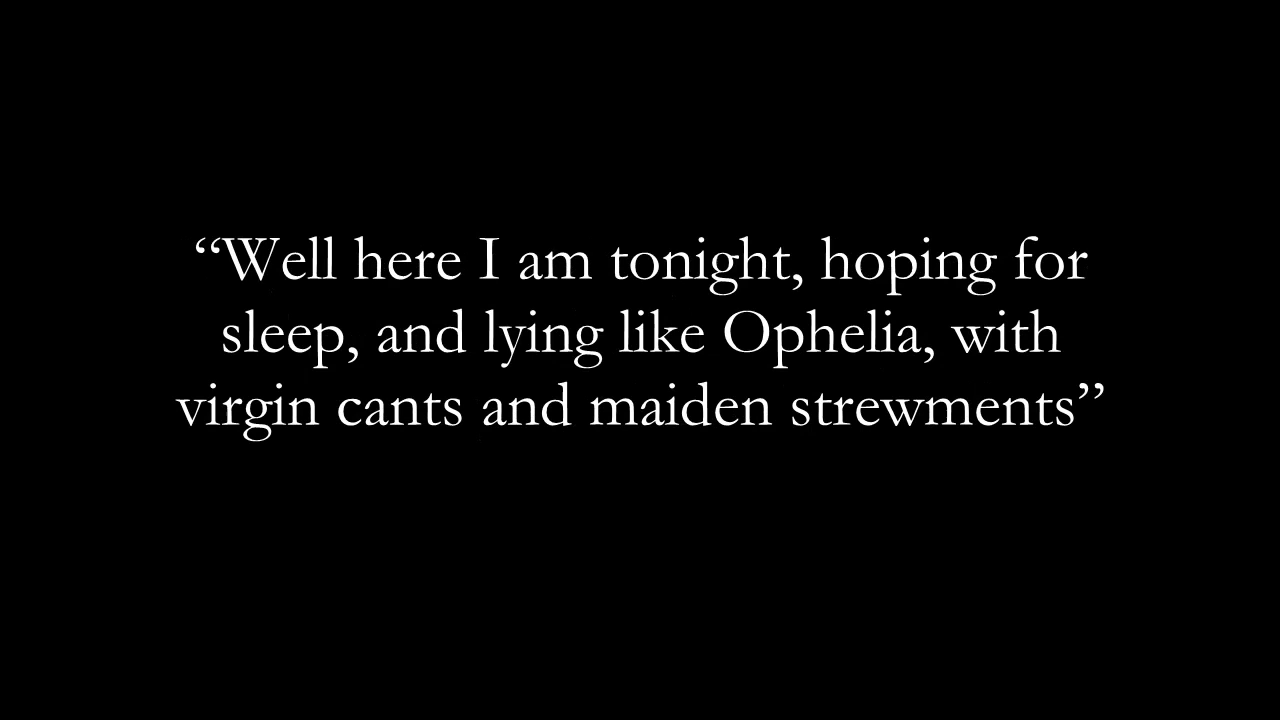 “Well here I am tonight, hoping for
sleep, and lying like Ophelia, with
virgin cants and maiden strewments”